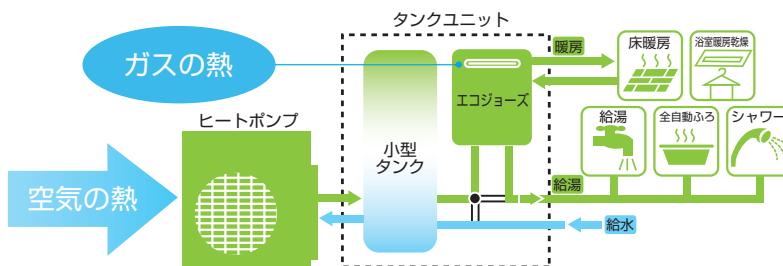 タンクユニット
ガスの熱
暖房
床暖房
浴室暖房乾燥
エコジョーズ
ヒートポンプ
小型
タンク
給湯
全自動ふろ
シャワー
空気の熱
給湯
給水